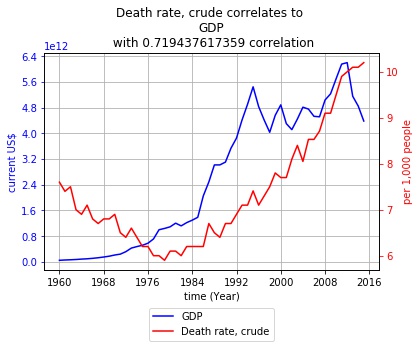 Death rate, crude correlates to
GDP
with 0.719437617359 correlation
1e12
6.4
5.6
4.8
4.0
3.2
2.4
1.6
0.8
0.0
current US$
10
9
8
7
6
per 1,000 people
1960 1968 1976 1984 1992 2000 2008 2016
time (Year)
GDP
Death rate, crude